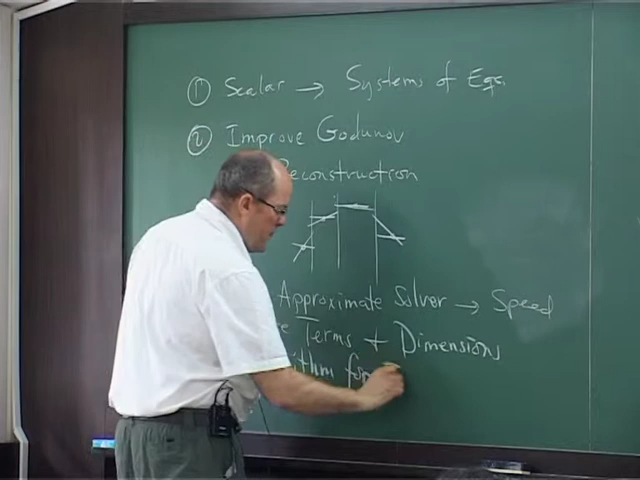 ① Scalar → Systems of Eqs.
② Improve Godunov
Reconstruction
Approximate Solver → Speed
Terms + Dimensions